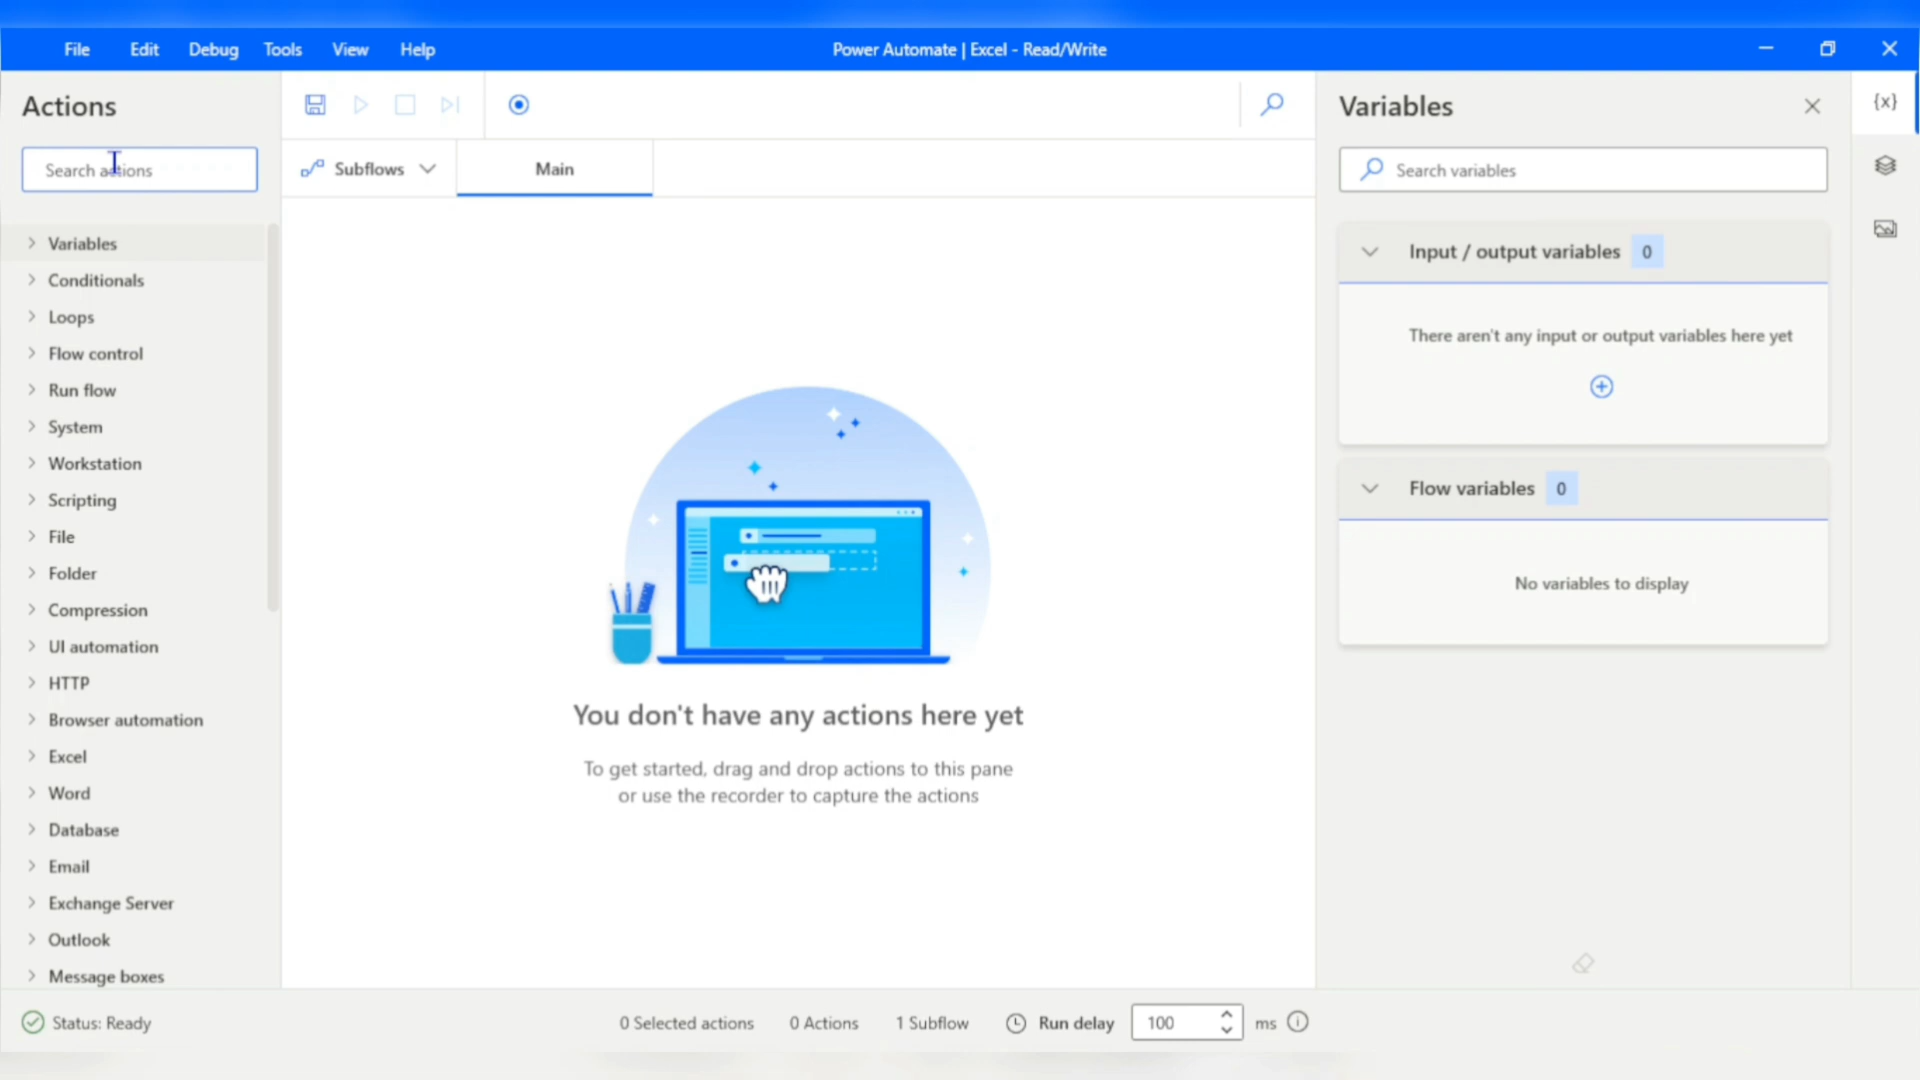 File Edit Debug Tools View Help
Power Automate | Excel - Read/Write
Actions
Search actions
Variables
Conditionals
Loops
Flow control
Run flow
System
Workstation
Scripting
File
Folder
Compression
UI automation
HTTP
Browser automation
Excel
Word
Database
Email
Exchange Server
Outlook
Message boxes
Subflows
Main
You don't have any actions here yet
To get started, drag and drop actions to this pane
or use the recorder to capture the actions
Variables
{x}
Search variables
Input / output variables 0
There aren't any input or output variables here yet
Flow variables 0
No variables to display
Status: Ready
0 Selected actions 0 Actions 1 Subflow Run delay 100 ms